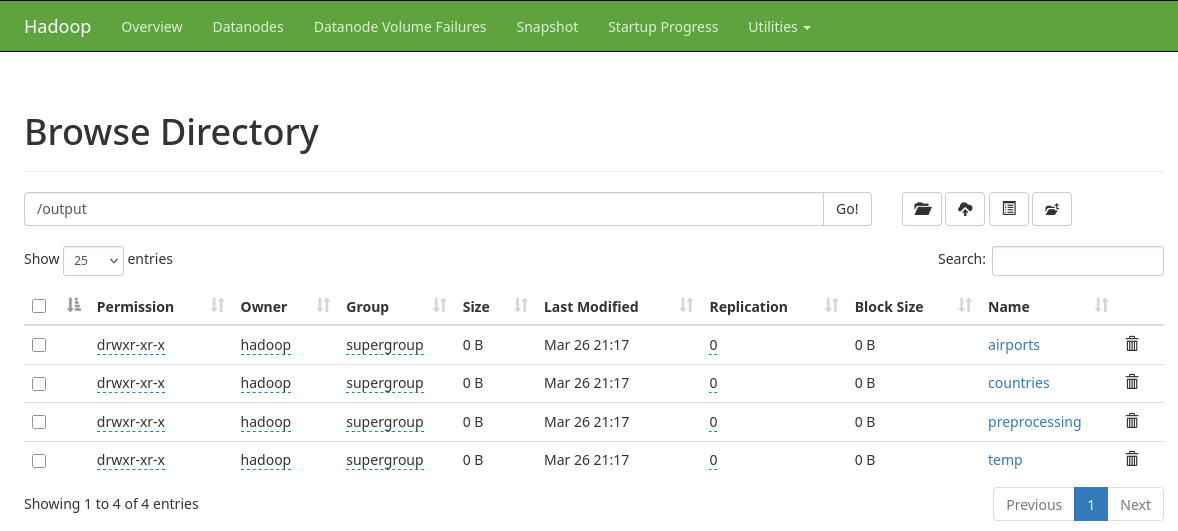 Hadoop Overview Datanodes Datanode Volume Failures Snapshot Startup Progress Utilities
Browse Directory
/output Go!
Show 25 entries Search:
Permission Owner Group Size Last Modified Replication Block Size Name
drwxr-xr-x hadoop supergroup 0 B Mar 26 21:17 0 0 B airports
drwxr-xr-x hadoop supergroup 0 B Mar 26 21:17 0 0 B countries
drwxr-xr-x hadoop supergroup 0 B Mar 26 21:17 0 0 B preprocessing
drwxr-xr-x hadoop supergroup 0 B Mar 26 21:17 0 0 B temp
Showing 1 to 4 of 4 entries Previous 1 Next